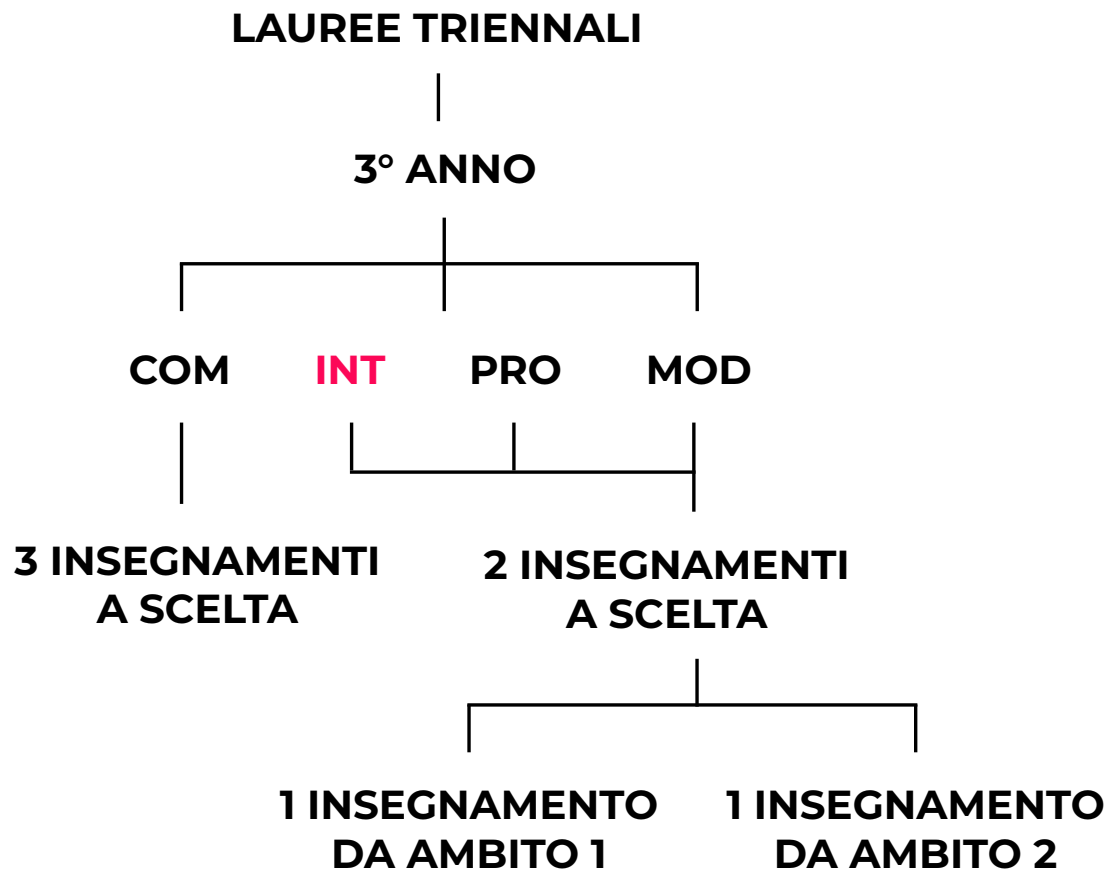 LAUREE TRIENNALI
3° ANNO
COM INT PRO MOD
3 INSEGNAMENTI
A SCELTA
2 INSEGNAMENTI
A SCELTA
1 INSEGNAMENTO
DA AMBITO 1
1 INSEGNAMENTO
DA AMBITO 2